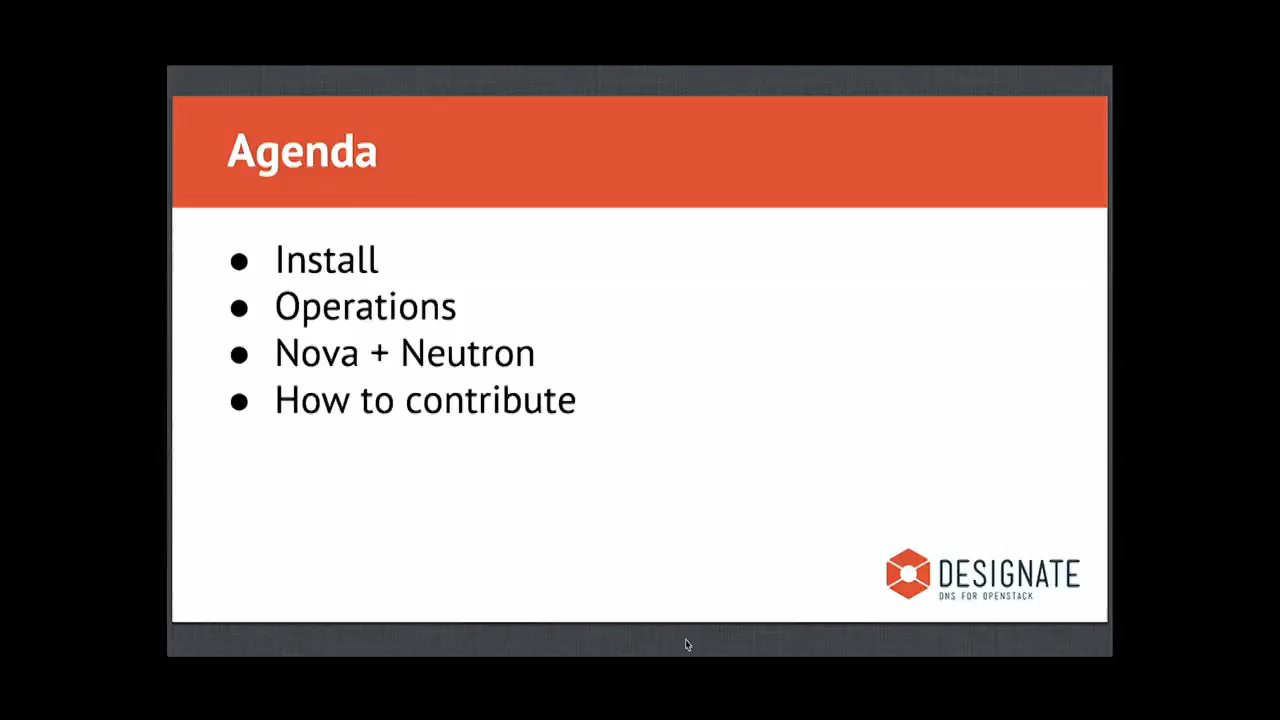 Agenda
● Install
● Operations
● Nova + Neutron
● How to contribute
DESIGNATE
DNS FOR OPENSTACK